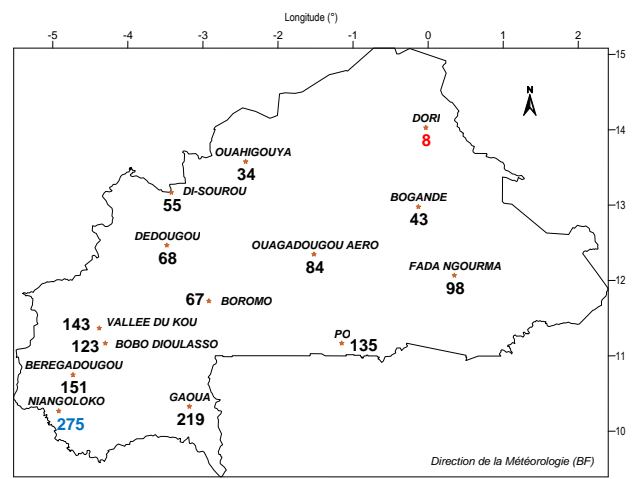 Longitude (°)
-5 -4 -3 -2 -1 0 1 2
15
N
14
DORI
8
OUAHIGOUYA
34
DI-SOUROU
55
13
BOGANDE
43
DEDOUGOU
68
OUAGADOUGOU AERO
84
FADA NGOURMA
98
12
67 BOROMO
143 VALLEE DU KOU
123 BOBO DIOULASSO
PO
135
11
BEREGADOUGOU
151
NIANGOLOKO
275
GAOUA
219
10
Direction de la Météorologie (BF)